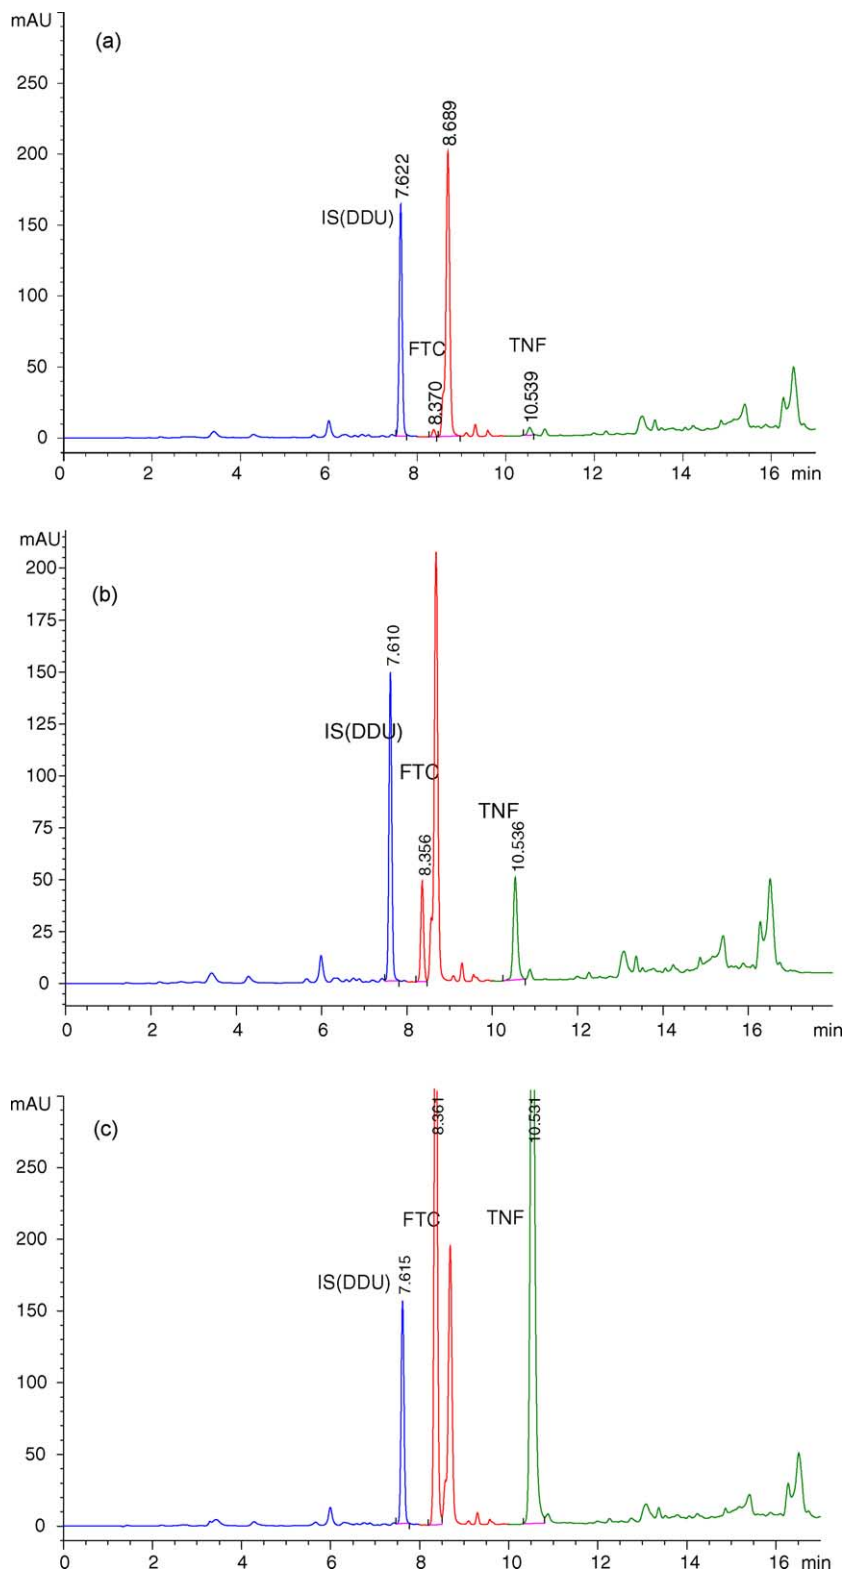 mAU
(a)
250
200
150
100
50
0
8.689
7.622
IS(DDU)
FTC
TNF
8.370
10.539
0 2 4 6 8 10 12 14 16 min
mAU
(b)
200
175
150
125
100
75
50
25
0
7.610
IS(DDU)
FTC
TNF
8.356
10.536
0 2 4 6 8 10 12 14 16 min
mAU
(c)
250
200
150
100
50
0
8.361
10.531
FTC
TNF
IS(DDU)
7.615
0 2 4 6 8 10 12 14 16 min